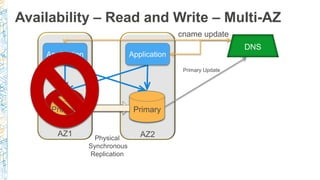 Availability – Read and Write – Multi-AZ
cname update
DNS
Application
Primary Update
Primary
AZ1
AZ2
Physical
Synchronous
Replication